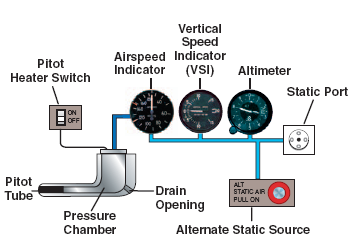 Vertical
Speed
Indicator
(VSI)
Airspeed
Indicator
Altimeter
Pitot
Heater Switch
ON
OFF
Static Port
Pitot
Tube
Drain
Opening
Pressure
Chamber
ALT
STATIC AIR
PULL ON
Alternate Static Source